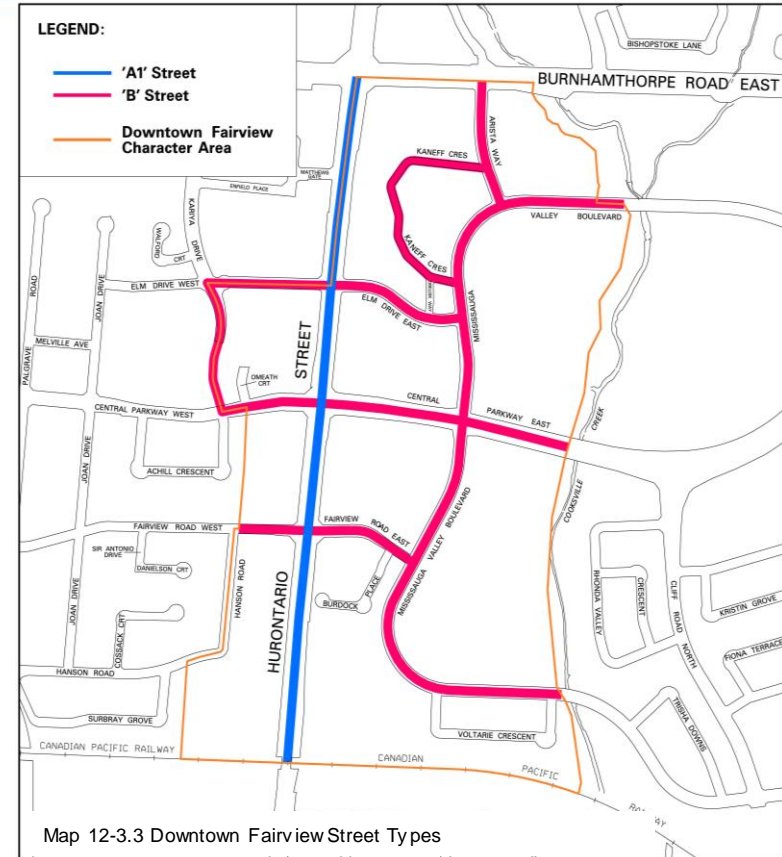 LEGEND:
'A1' Street
'B' Street
Downtown Fairview
Character Area
BISHOPSTOKE LANE
BURNHAMTHORPE ROAD EAST
ARISTA WAY
KANEFF CRES
MATTHEWS
GATE
ENFIELD PLACE
KARIYA DRIVE
WALFORD
CRT
VALLEY BOULEVARD
KANEFF CRES
ROAD
JOAN DRIVE
ELM DRIVE WEST
ELM DRIVE EAST
MISSISSAUGA
STREET
MELVILLE AVE
PALGRAVE
OMEATH
CRT
CENTRAL PARKWAY WEST
CENTRAL PARKWAY EAST
CREEK
COOKSVILLE
JOAN DRIVE
ACHILL CRESCENT
FAIRVIEW ROAD WEST
FAIRVIEW ROAD EAST
MISSISSAUGA VALLEY BOULEVARD
SIR ANTONIO
DRIVE
DANIELSON CRT
HANSON ROAD
HURONTARIO
BURDOCK PLACE
JOAN DRIVE
COSSACK CRT
RHONDA VALLEY
CRESCENT
CLIFF ROAD NORTH
KRISTIN GROVE
FIONA TERRACE
HANSON ROAD
SURBRAY GROVE
TRISHA DOWNS
VOLTARIE CRESCENT
CANADIAN PACIFIC RAILWAY
CANADIAN PACIFIC RAILWAY
Map 12-3.3 Downtown Fairview Street Types